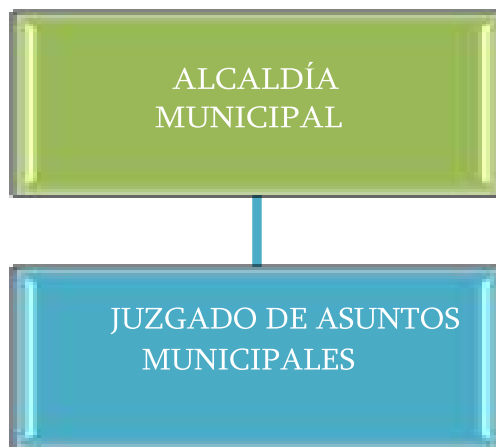 ALCALDÍA
MUNICIPAL
JUZGADO DE ASUNTOS
MUNICIPALES